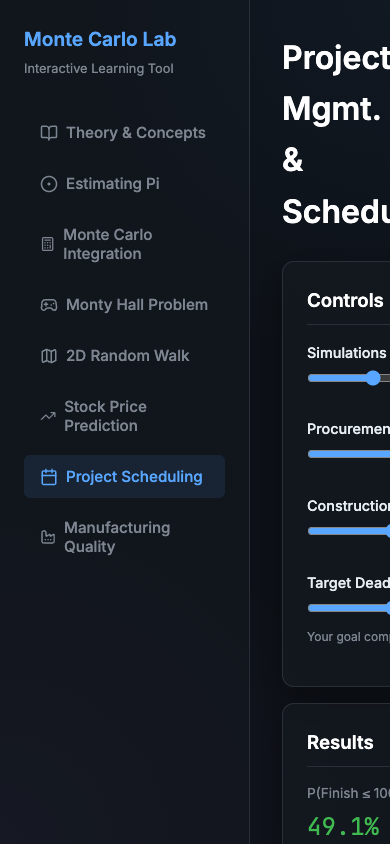 Monte Carlo Lab
Interactive Learning Tool
Theory & Concepts
Estimating Pi
Monte Carlo
Integration
Monty Hall Problem
2D Random Walk
Stock Price
Prediction
Project Scheduling
Manufacturing
Quality
Project
Mgmt.
&
Schedu
Controls
Simulations
Procuremen
Construction
Target Dead
Your goal com
Results
P(Finish ≤ 100
49.1%